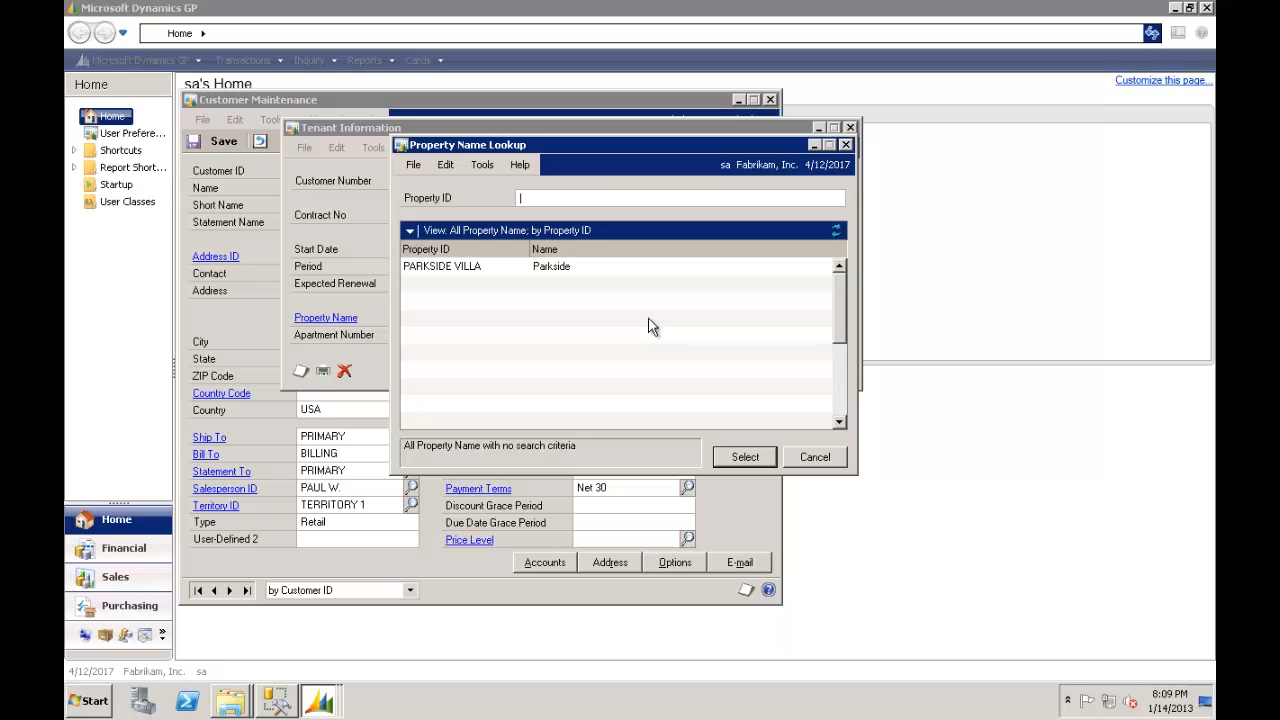 Microsoft Dynamics GP
Home
Microsoft Dynamics GP Transactions Inquiry Reports Cards
Home
sa's Home
Customize this page...
Home
User Prefere...
Shortcuts
Report Short...
Startup
User Classes
Customer Maintenance
File Edit
Save
Customer ID
Name
Short Name
Statement Name
Address ID
Contact
Address
City
State
ZIP Code
Country Code
Country USA
Ship To PRIMARY
Bill To BILLING
Statement To PRIMARY
Salesperson ID PAUL W.
Territory ID TERRITORY 1
Type Retail
User-Defined 2
Payment Terms Net 30
Discount Grace Period
Due Date Grace Period
Price Level
Accounts Address Options E-mail
by Customer ID
Tenant Information
File Edit Tools
Customer Number
Contract No
Start Date
Period
Expected Renewal
Property Name
Apartment Number
Property Name Lookup
File Edit Tools Help sa Fabrikam, Inc. 4/12/2017
Property ID
View: All Property Name; by Property ID
Property ID Name
PARKSIDE VILLA Parkside
All Property Name with no search criteria
Select Cancel
Home
Financial
Sales
Purchasing
4/12/2017 Fabrikam, Inc. sa
Start
8:09 PM
1/14/2013